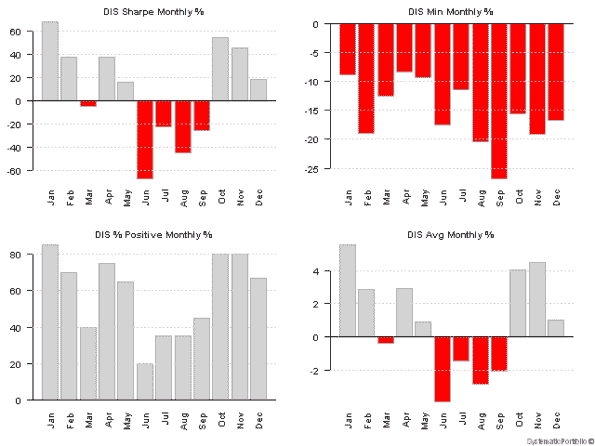 DIS Sharpe Monthly %
60
40
20
0
-20
-40
-60
Jan Feb Mar Apr May Jun Jul Aug Sep Oct Nov Dec
DIS Min Monthly %
0
-5
-10
-15
-20
-25
Jan Feb Mar Apr May Jun Jul Aug Sep Oct Nov Dec
DIS % Positive Monthly %
80
60
40
20
0
Jan Feb Mar Apr May Jun Jul Aug Sep Oct Nov Dec
DIS Avg Monthly %
4
2
0
-2
Jan Feb Mar Apr May Jun Jul Aug Sep Oct Nov Dec
SystematicPortfolio ©